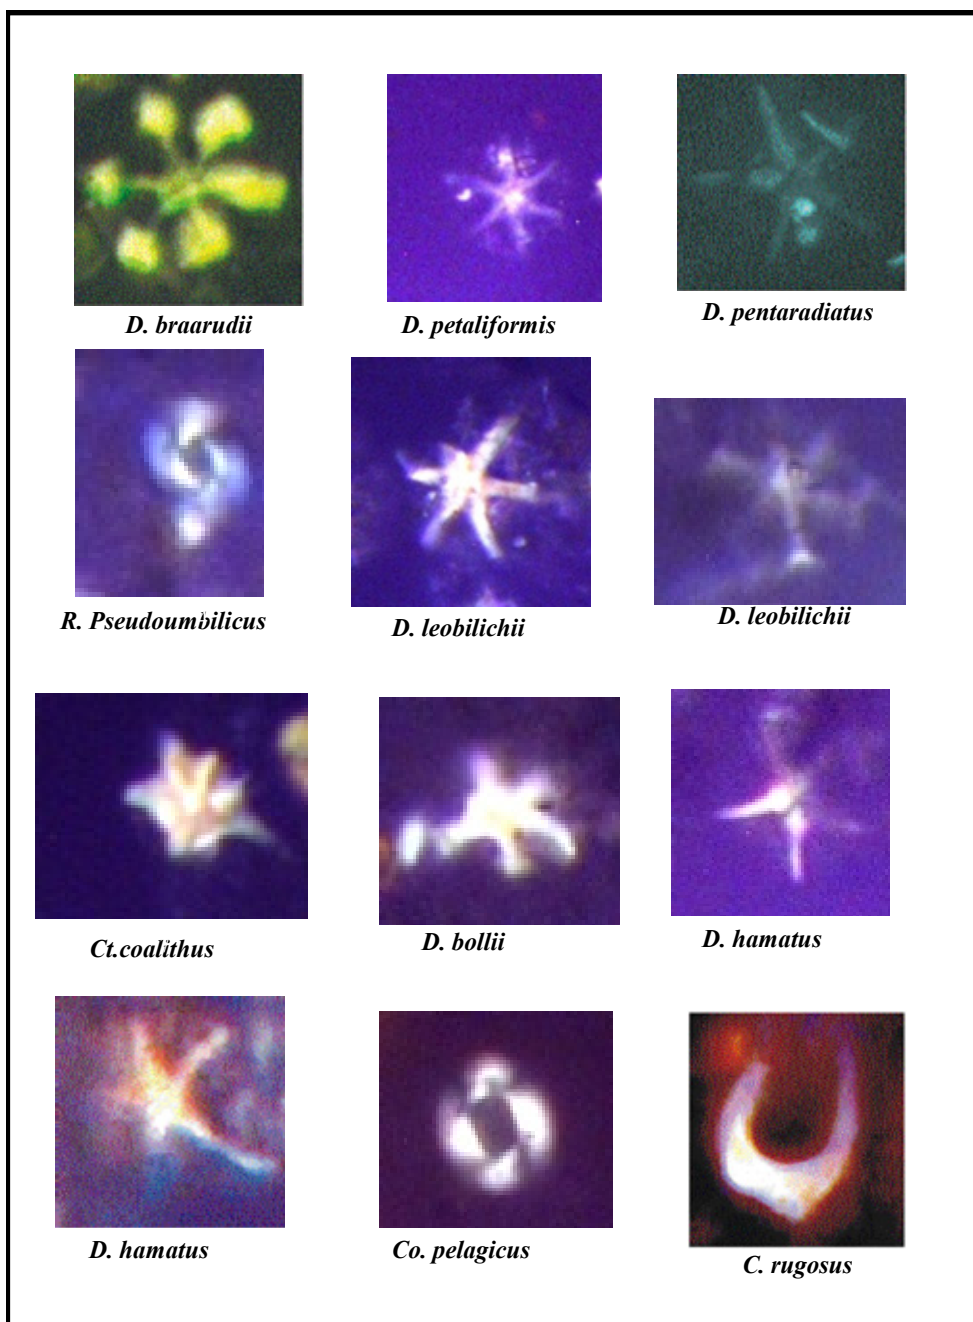 D. braarudii
D. petaliformis
D. pentaradiatus
R. Pseudoumbilicus
D. leobilichii
D. leobilichii
Ct.coalithus
D. bollii
D. hamatus
D. hamatus
Co. pelagicus
C. rugosus